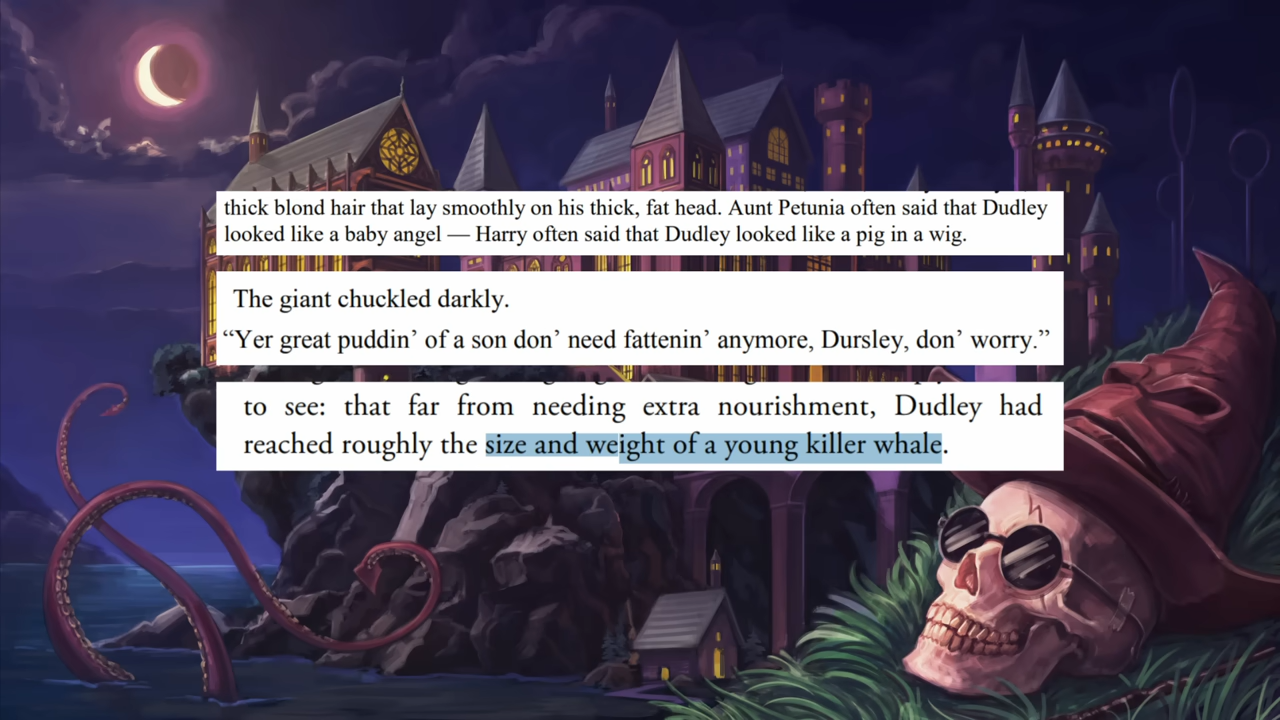 thick blond hair that lay smoothly on his thick, fat head. Aunt Petunia often said that Dudley
looked like a baby angel — Harry often said that Dudley looked like a pig in a wig.
The giant chuckled darkly.
“Yer great puddin’ of a son don’ need fattenin’ anymore, Dursley, don’ worry.”
to see: that far from needing extra nourishment, Dudley had
reached roughly the size and weight of a young killer whale.